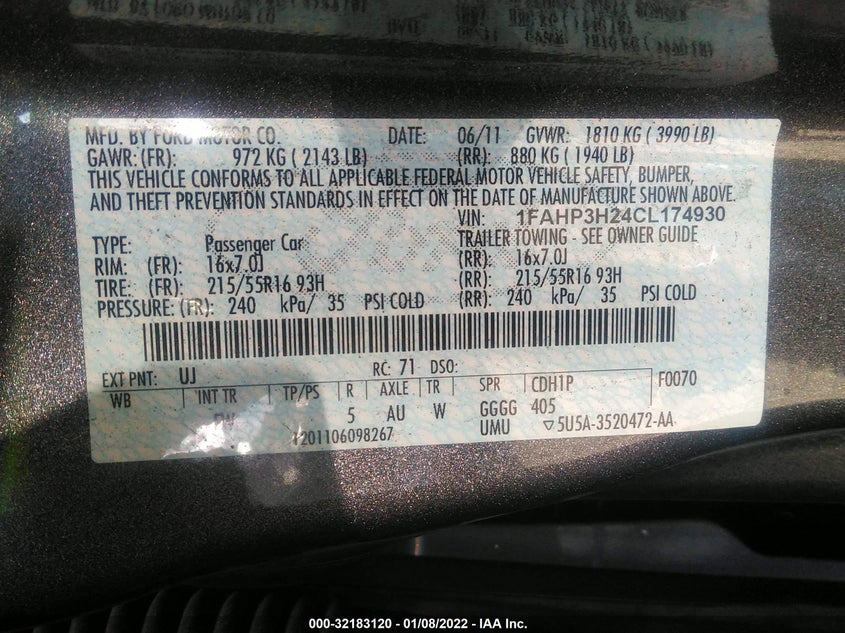 MFD. BY FORD MOTOR CO. DATE: 06/11 GVWR: 1810 KG ( 3990 LB)
GAWR:(FR): 972 KG ( 2143 LB) (RR): 880 KG ( 1940 LB)
THIS VEHICLE CONFORMS TO ALL APPLICABLE FEDERAL MOTOR VEHICLE SAFETY, BUMPER,
AND THEFT PREVENTION STANDARDS IN EFFECT ON THE DATE OF MANUFACTURE SHOWN ABOVE.
VIN: 1FAHP3H24CL174930
TYPE: Passenger Car TRAILER TOWING - SEE OWNER GUIDE
RIM: (FR): 16x7.0J (RR): 16x7.0J
TIRE: (FR): 215/55R16 93H (RR): 215/55R16 93H
PRESSURE: (FR): 240 kPa/ 35 PSI COLD (RR): 240 kPa/ 35 PSI COLD
EXT PNT: UJ RC: 71 DSO:
WB INT TR TP/PS R AXLE TR SPR CDH1P F0070
5 AU W GGGG 405
1201106098267 UMU ▽5U5A-3520472-AA
000-32183120 - 01/08/2022 - IAA Inc.